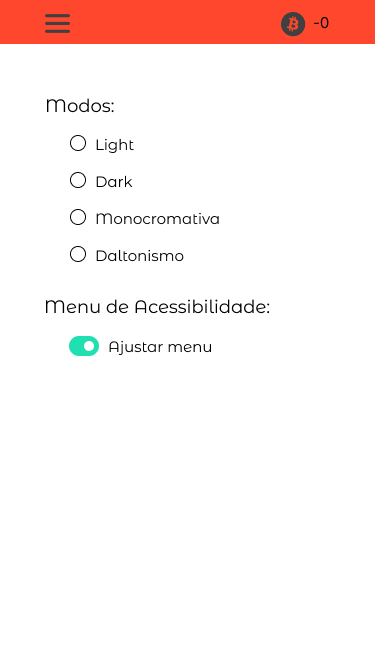 -0
Modos:
Light
Dark
Monocromativa
Daltonismo
Menu de Acessibilidade:
Ajustar menu